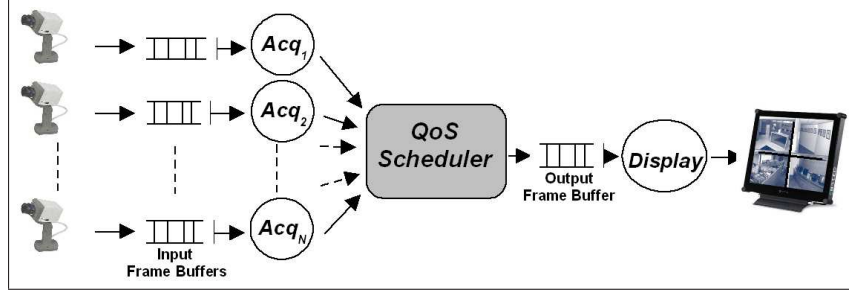 Acq1
Acq2
QoS
Scheduler
Display
Output
Frame Buffer
AcqN
Input
Frame Buffers